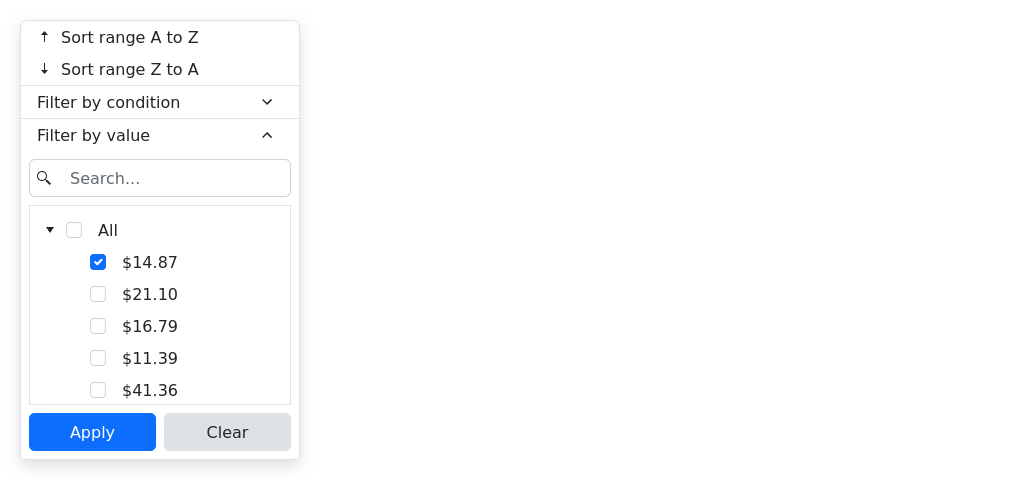 Sort range A to Z
Sort range Z to A
Filter by condition
Filter by value
Search...
All
$14.87
$21.10
$16.79
$11.39
$41.36
Apply Clear